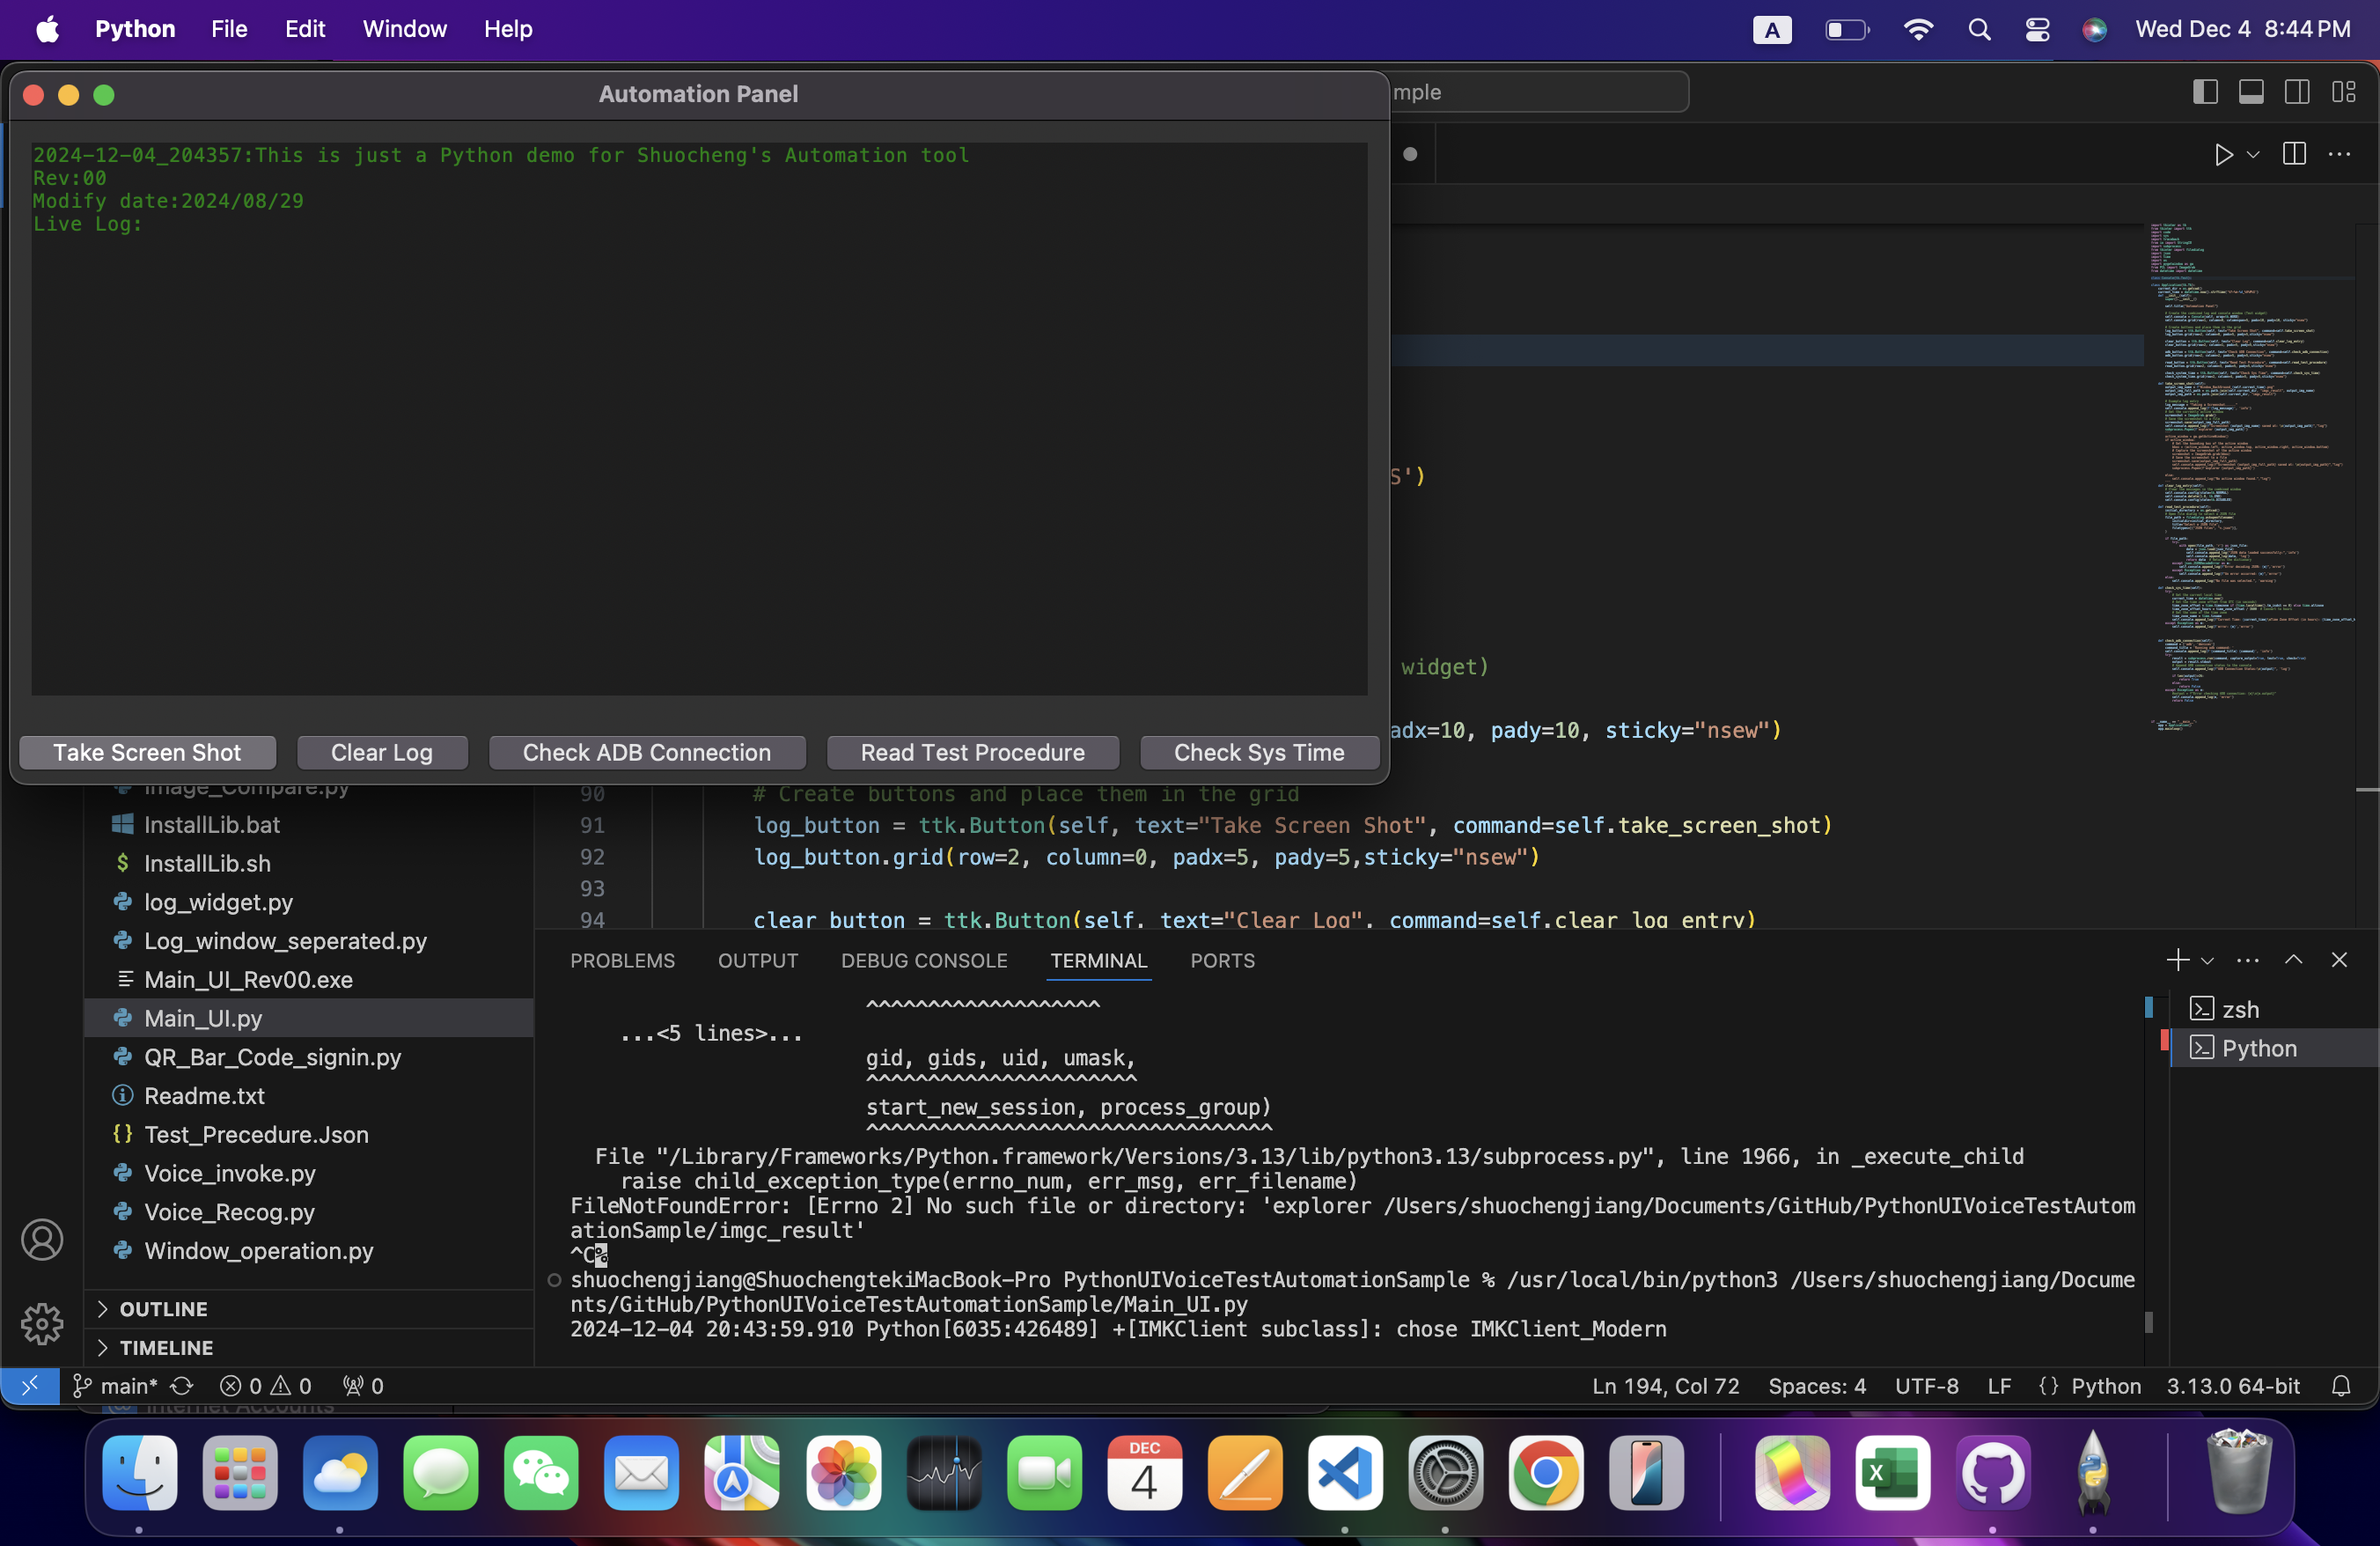 Python File Edit Window Help
A Wed Dec 4 8:44 PM
Automation Panel
mple
2024-12-04_204357:This is just a Python demo for Shuocheng's Automation tool
Rev:00
Modify date:2024/08/29
Live Log:
S')
widget)
adx=10, pady=10, sticky="nsew")
Take Screen Shot Clear Log Check ADB Connection Read Test Procedure Check Sys Time
Image_Compare.py
InstallLib.bat
InstallLib.sh
log_widget.py
Log_window_seperated.py
Main_UI_Rev00.exe
Main_UI.py
QR_Bar_Code_signin.py
Readme.txt
Test_Precedure.Json
Voice_invoke.py
Voice_Recog.py
Window_operation.py
OUTLINE
TIMELINE
90 # Create buttons and place them in the grid
91 log_button = ttk.Button(self, text="Take Screen Shot", command=self.take_screen_shot)
92 log_button.grid(row=2, column=0, padx=5, pady=5,sticky="nsew")
93
94 clear_button = ttk.Button(self, text="Clear Log", command=self.clear_log_entry)
PROBLEMS OUTPUT DEBUG CONSOLE TERMINAL PORTS
^^^^^^^^^^^^^^^^^^^
...<5 lines>...
gid, gids, uid, umask,
^^^^^^^^^^^^^^^^^^^^^^
start_new_session, process_group)
^^^^^^^^^^^^^^^^^^^^^^^^^^^^^^^^^
File "/Library/Frameworks/Python.framework/Versions/3.13/lib/python3.13/subprocess.py", line 1966, in _execute_child
raise child_exception_type(errno_num, err_msg, err_filename)
FileNotFoundError: [Errno 2] No such file or directory: 'explorer /Users/shuochengjiang/Documents/GitHub/PythonUIVoiceTestAutom
ationSample/imgc_result'
^C%
shuochengjiang@ShuochengtekiMacBook-Pro PythonUIVoiceTestAutomationSample % /usr/local/bin/python3 /Users/shuochengjiang/Docume
nts/GitHub/PythonUIVoiceTestAutomationSample/Main_UI.py
2024-12-04 20:43:59.910 Python[6035:426489] +[IMKClient subclass]: chose IMKClient_Modern
zsh
Python
main* 0 0 0
Ln 194, Col 72 Spaces: 4 UTF-8 LF {} Python 3.13.0 64-bit
Internet Accounts
DEC
4
X